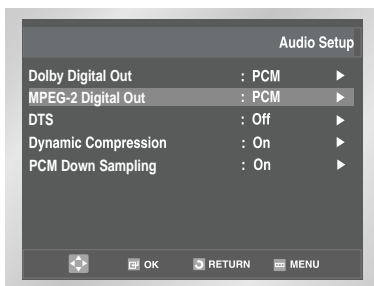 Audio Setup
Dolby Digital Out : PCM ▶
MPEG-2 Digital Out : PCM ▶
DTS : Off ▶
Dynamic Compression : On ▶
PCM Down Sampling : On ▶
OK RETURN MENU